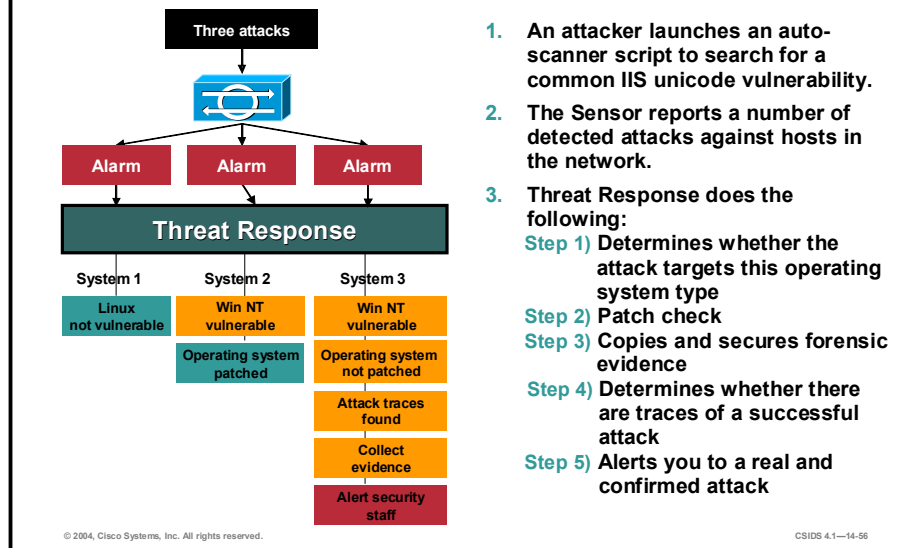 Three attacks
Alarm
Alarm
Alarm
Threat Response
System 1
System 2
System 3
Linux
not vulnerable
Win NT
vulnerable
Win NT
vulnerable
Operating system
patched
Operating system
not patched
Attack traces
found
Collect
evidence
Alert security
staff
1. An attacker launches an auto-
scanner script to search for a
common IIS unicode vulnerability.
2. The Sensor reports a number of
detected attacks against hosts in
the network.
3. Threat Response does the
following:
Step 1) Determines whether the
attack targets this operating
system type
Step 2) Patch check
Step 3) Copies and secures forensic
evidence
Step 4) Determines whether there
are traces of a successful
attack
Step 5) Alerts you to a real and
confirmed attack
© 2004, Cisco Systems, Inc. All rights reserved.
CSIDS 4.1—14-56